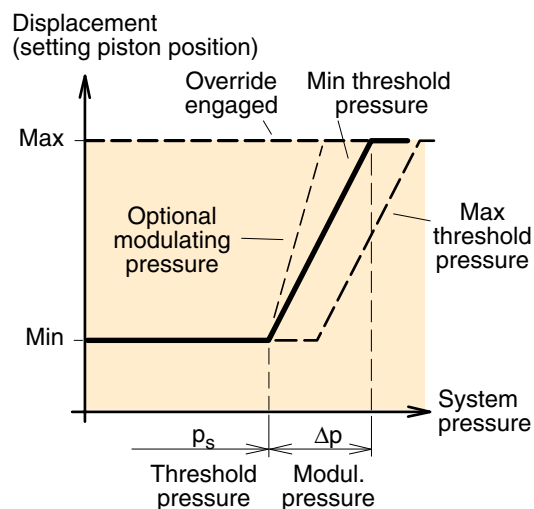 Displacement
(setting piston position)
Override
engaged
Min threshold
pressure
Max
Optional
modulating
pressure
Max
threshold
pressure
Min
System
pressure
ps
Δp
Threshold
pressure
Modul.
pressure